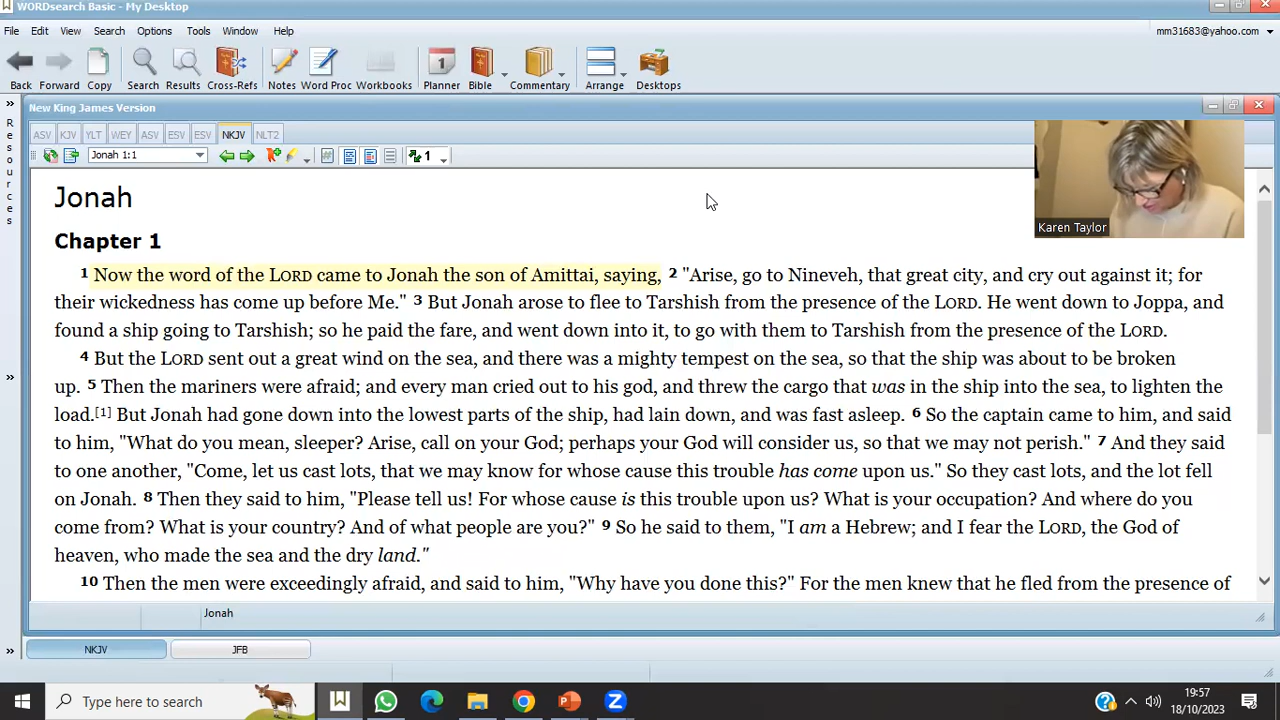 WORDsearch Basic - My Desktop
File Edit View Search Options Tools Window Help mm31683@yahoo.com
Back Forward Copy Search Results Cross-Refs Notes Word Proc Workbooks Planner Bible Commentary Arrange Desktops
New King James Version
ASV KJV YLT WEY ASV ESV ESV NKJV NLT2
Jonah 1:1 1
Resources
Karen Taylor
Jonah
Chapter 1
1 Now the word of the LORD came to Jonah the son of Amittai, saying, 2 "Arise, go to Nineveh, that great city, and cry out against it; for
their wickedness has come up before Me." 3 But Jonah arose to flee to Tarshish from the presence of the LORD. He went down to Joppa, and
found a ship going to Tarshish; so he paid the fare, and went down into it, to go with them to Tarshish from the presence of the LORD.
4 But the LORD sent out a great wind on the sea, and there was a mighty tempest on the sea, so that the ship was about to be broken
up. 5 Then the mariners were afraid; and every man cried out to his god, and threw the cargo that was in the ship into the sea, to lighten the
load.[1] But Jonah had gone down into the lowest parts of the ship, had lain down, and was fast asleep. 6 So the captain came to him, and said
to him, "What do you mean, sleeper? Arise, call on your God; perhaps your God will consider us, so that we may not perish." 7 And they said
to one another, "Come, let us cast lots, that we may know for whose cause this trouble has come upon us." So they cast lots, and the lot fell
on Jonah. 8 Then they said to him, "Please tell us! For whose cause is this trouble upon us? What is your occupation? And where do you
come from? What is your country? And of what people are you?" 9 So he said to them, "I am a Hebrew; and I fear the LORD, the God of
heaven, who made the sea and the dry land."
10 Then the men were exceedingly afraid, and said to him, "Why have you done this?" For the men knew that he fled from the presence of
Jonah
NKJV JFB
Type here to search
19:57
18/10/2023